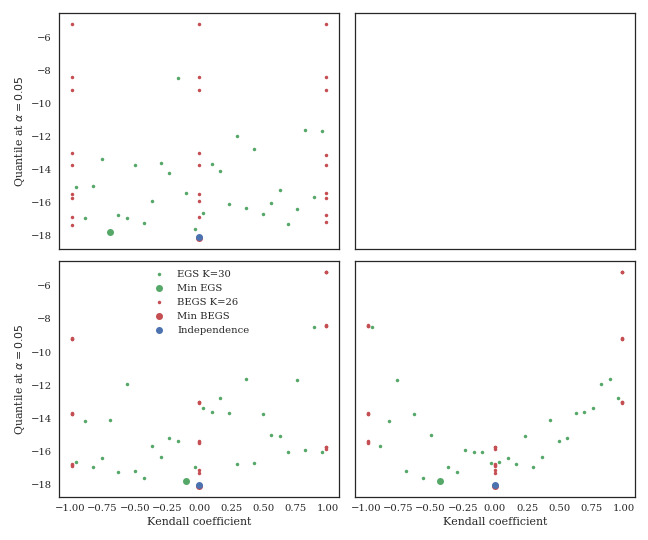 −6
−8
−10
−12
−14
−16
−18
Quantile at α = 0.05
−6
−8
−10
−12
−14
−16
−18
Quantile at α = 0.05
EGS K=30
Min EGS
BEGS K=26
Min BEGS
Independence
−1.00 −0.75 −0.50 −0.25 0.00 0.25 0.50 0.75 1.00
Kendall coefficient
−1.00 −0.75 −0.50 −0.25 0.00 0.25 0.50 0.75 1.00
Kendall coefficient